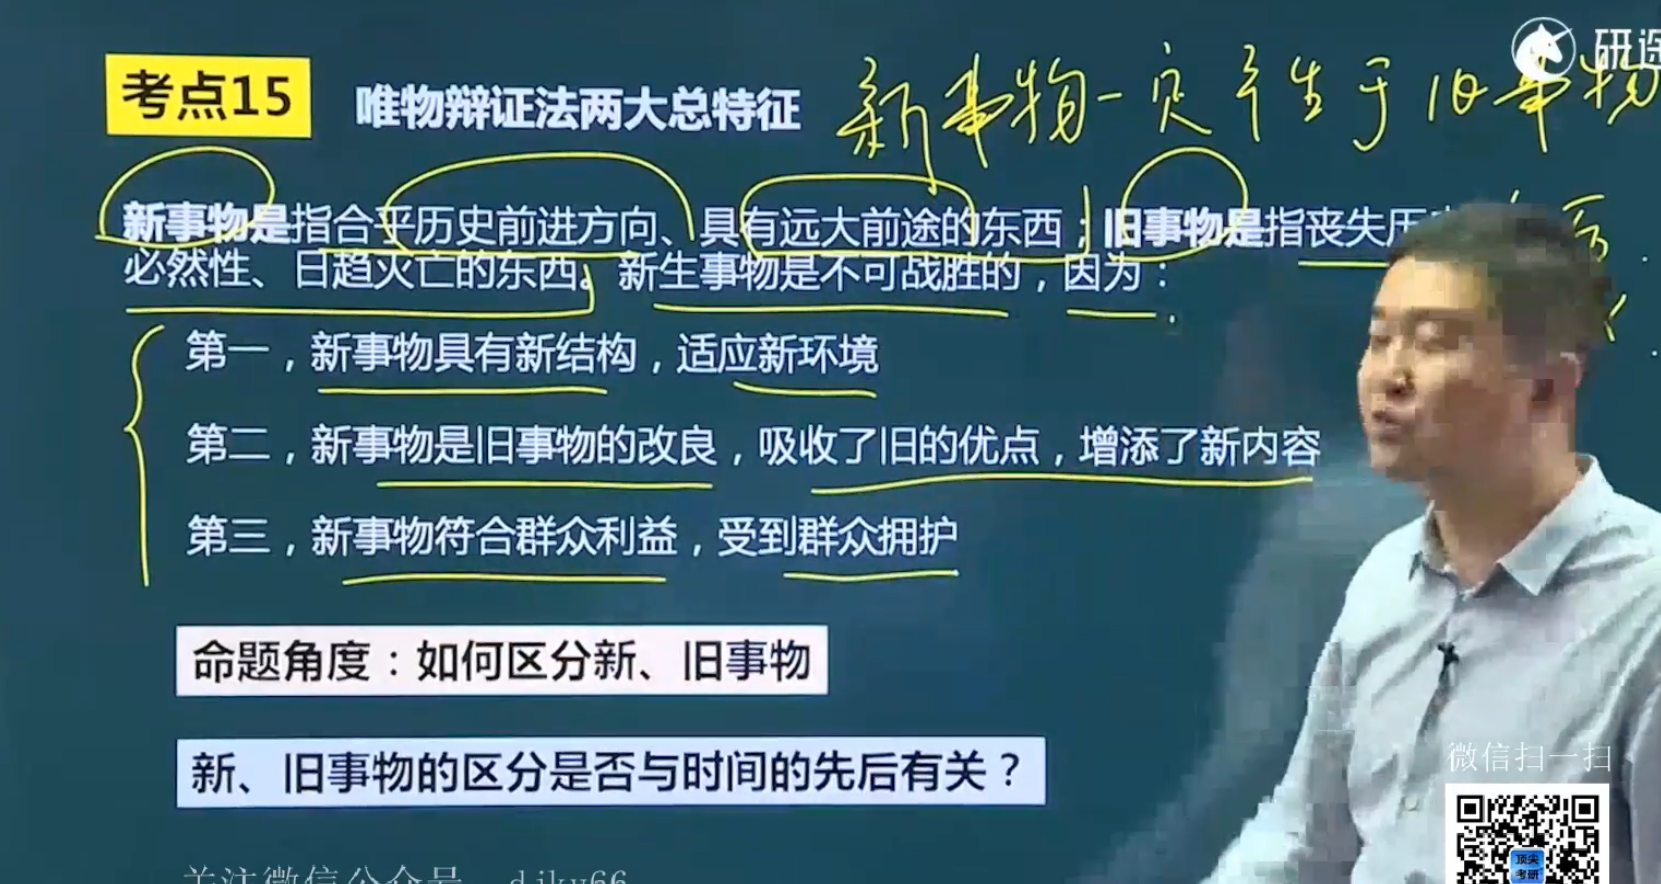 研途
考点15
唯物辩证法两大总特征
新事物一定产生于旧事物
新事物是指合乎历史前进方向、具有远大前途的东西；旧事物是指丧失历
必然性、日趋灭亡的东西。新生事物是不可战胜的，因为：
第一，新事物具有新结构，适应新环境
第二，新事物是旧事物的改良，吸收了旧的优点，增添了新内容
第三，新事物符合群众利益，受到群众拥护
命题角度：如何区分新、旧事物
新、旧事物的区分是否与时间的先后有关？
微信扫一扫
顶尖
考研
关注微信公众号 djky66